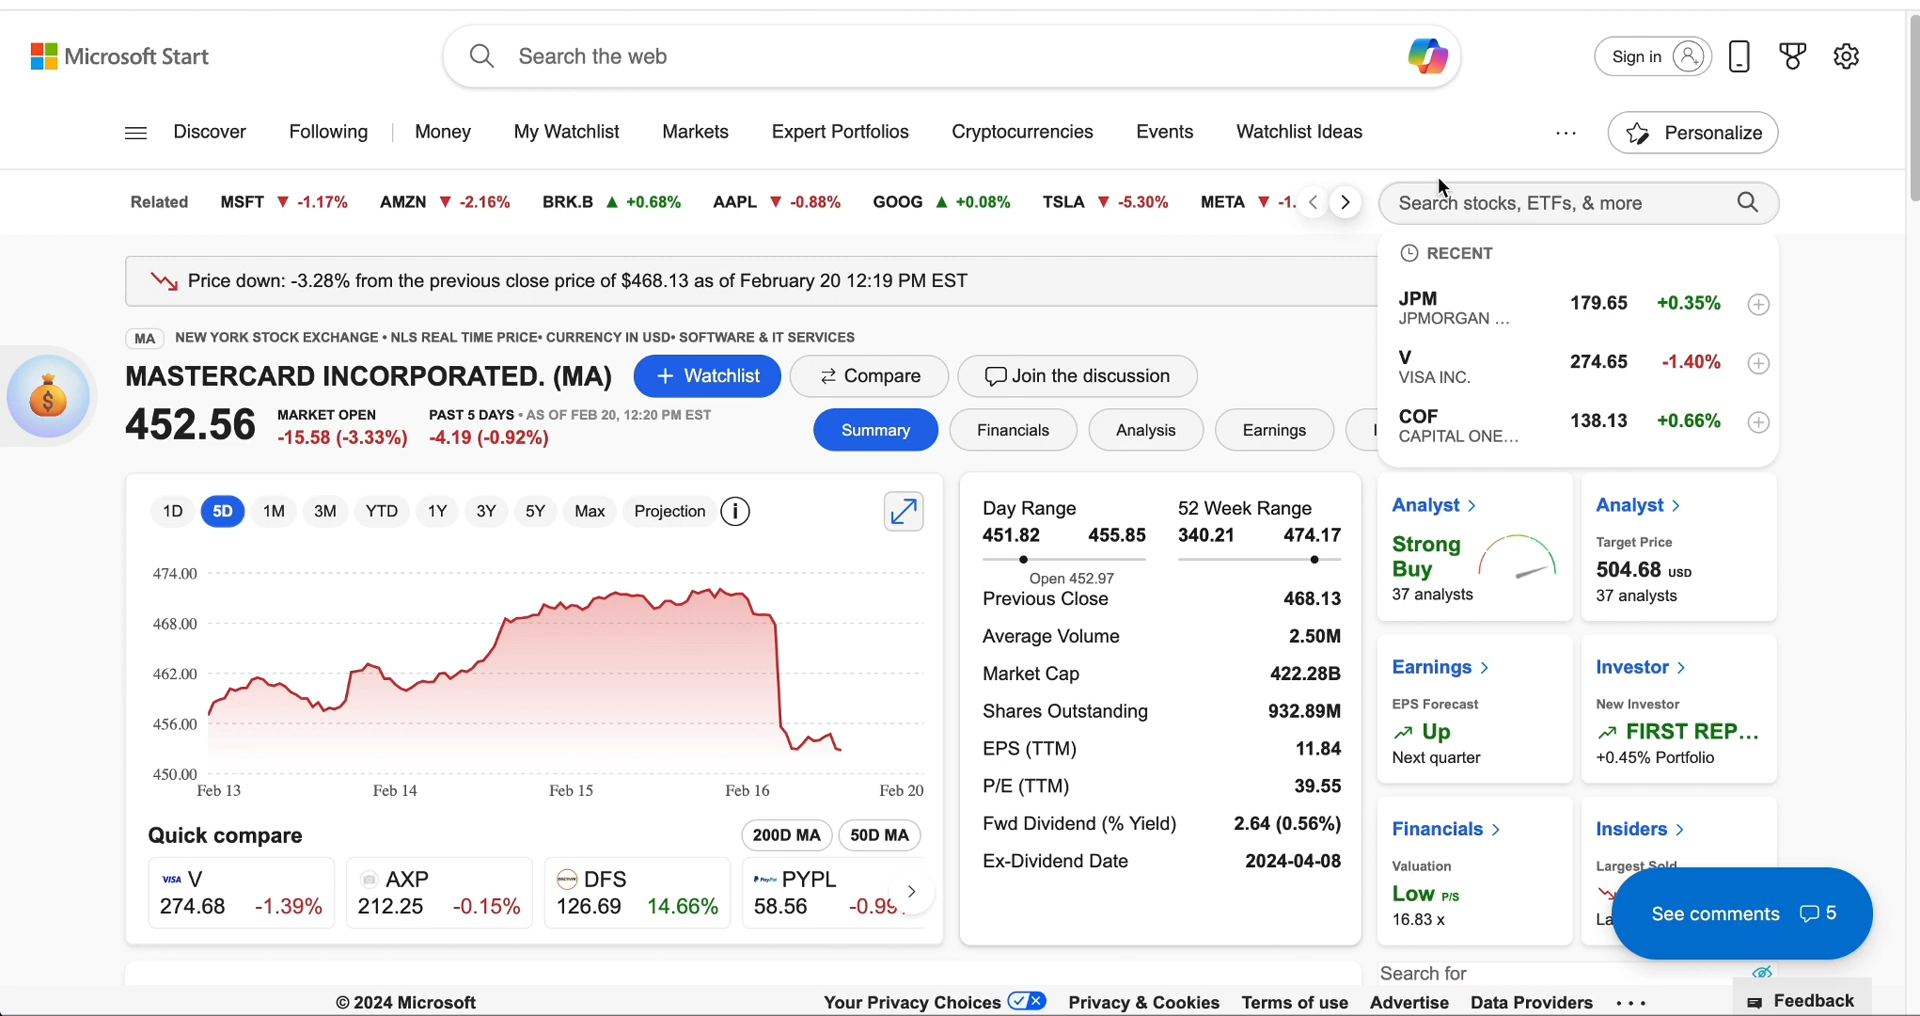 Microsoft Start
Search the web
Sign in
Discover Following Money My Watchlist Markets Expert Portfolios Cryptocurrencies Events Watchlist Ideas ... Personalize
Related MSFT ▼ -1.17% AMZN ▼ -2.16% BRK.B ▲ +0.68% AAPL ▼ -0.88% GOOG ▲ +0.08% TSLA ▼ -5.30% META ▼ -1.
Search stocks, ETFs, & more
Price down: -3.28% from the previous close price of $468.13 as of February 20 12:19 PM EST
RECENT
JPM 179.65 +0.35%
JPMORGAN ...
V 274.65 -1.40%
VISA INC.
COF 138.13 +0.66%
CAPITAL ONE...
MA NEW YORK STOCK EXCHANGE • NLS REAL TIME PRICE• CURRENCY IN USD• SOFTWARE & IT SERVICES
MASTERCARD INCORPORATED. (MA) + Watchlist Compare Join the discussion
452.56 MARKET OPEN PAST 5 DAYS • AS OF FEB 20, 12:20 PM EST
-15.58 (-3.33%) -4.19 (-0.92%)
Summary Financials Analysis Earnings
1D 5D 1M 3M YTD 1Y 3Y 5Y Max Projection
474.00
468.00
462.00
456.00
450.00
Feb 13 Feb 14 Feb 15 Feb 16 Feb 20
Quick compare 200D MA 50D MA
VISA V
274.68 -1.39%
AXP
212.25 -0.15%
DFS
126.69 14.66%
PayPal PYPL
58.56 -0.99
Day Range 52 Week Range
451.82 455.85 340.21 474.17
Open 452.97
Previous Close 468.13
Average Volume 2.50M
Market Cap 422.28B
Shares Outstanding 932.89M
EPS (TTM) 11.84
P/E (TTM) 39.55
Fwd Dividend (% Yield) 2.64 (0.56%)
Ex-Dividend Date 2024-04-08
Analyst >
Strong
Buy
37 analysts
Analyst >
Target Price
504.68 USD
37 analysts
Earnings >
EPS Forecast
Up
Next quarter
Investor >
New Investor
FIRST REP...
+0.45% Portfolio
Financials >
Valuation
Low P/S
16.83 x
Insiders >
Largest Sold
La
See comments 5
Search for
© 2024 Microsoft Your Privacy Choices Privacy & Cookies Terms of use Advertise Data Providers ... Feedback